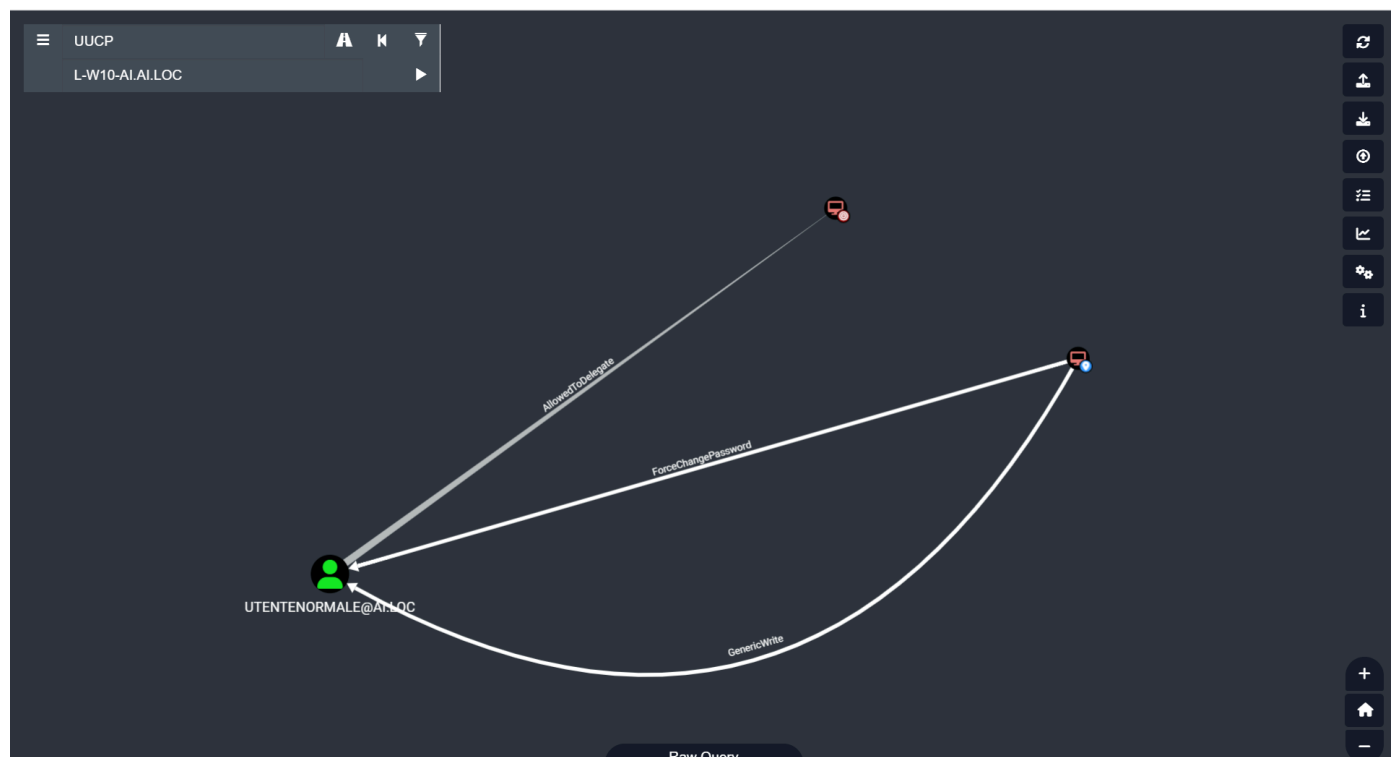 UUCP
L-W10-AI.AI.LOC
AllowedToDelegate
ForceChangePassword
UTENTENORMALE@AI.LOC
GenericWrite
Raw Query